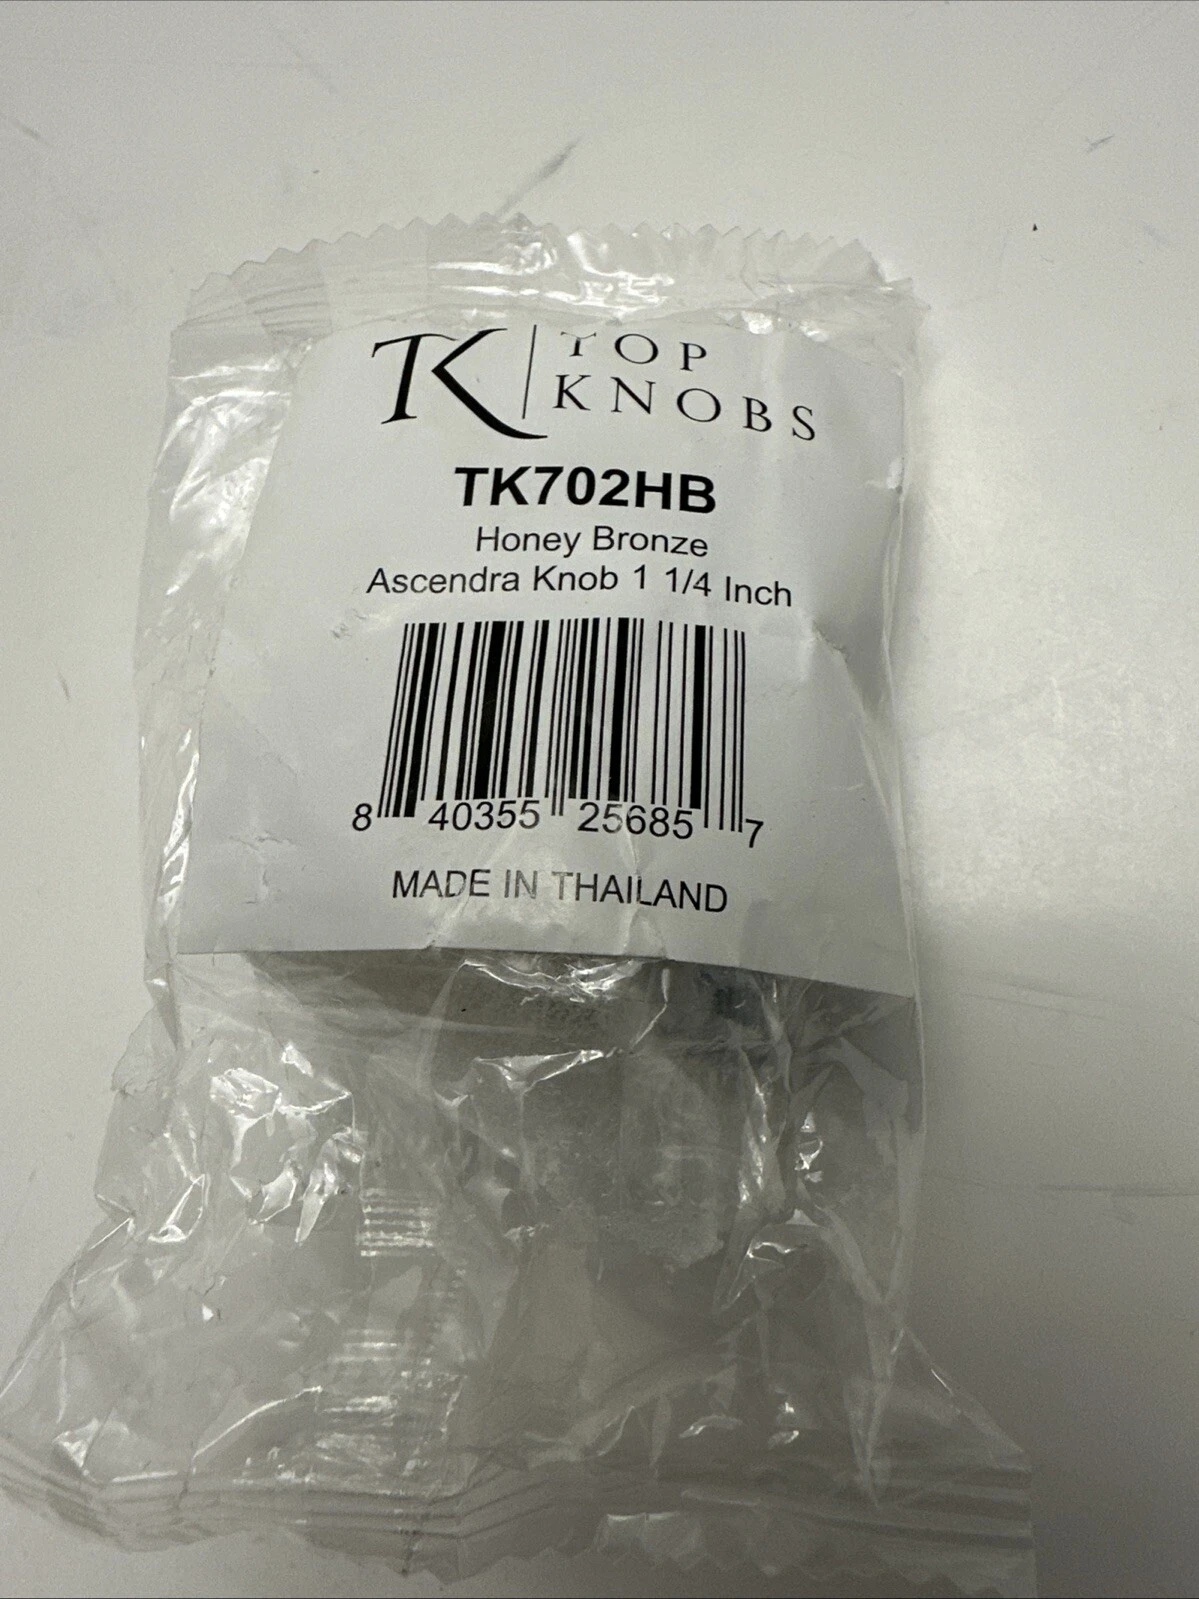 TK TOP
KNOBS
TK702HB
Honey Bronze
Ascendra Knob 1 1/4 Inch
8 40355 25685 7
MADE IN THAILAND